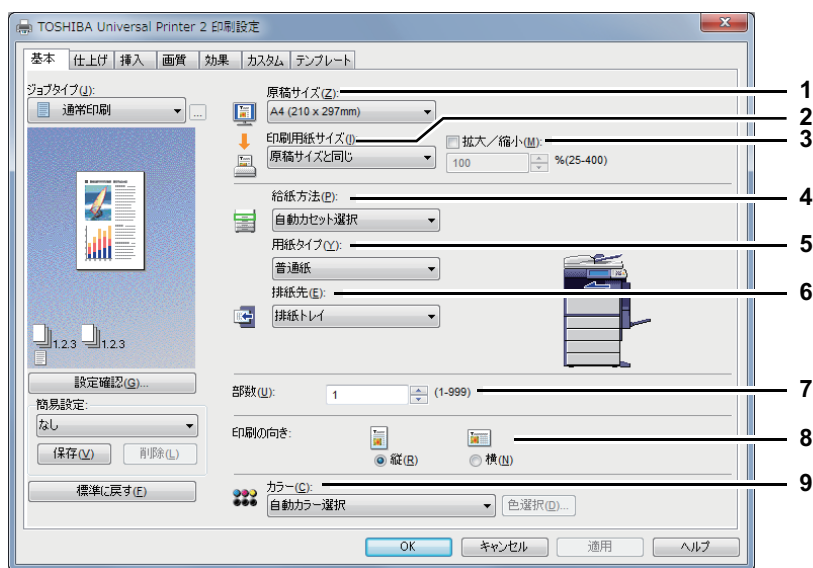 TOSHIBA Universal Printer 2 印刷設定
基本 仕上げ 挿入 画質 効果 カスタム テンプレート
ジョブタイプ(J):
通常印刷
...
1.2.3 1.2.3
設定確認(G)...
簡易設定:
なし
保存(V) 削除(L)
標準に戻す(F)
原稿サイズ(Z): 1
A4 (210 x 297mm)
2
印刷用紙サイズ(I): 拡大/縮小(M): 3
原稿サイズと同じ 100 %(25-400)
給紙方法(P): 4
自動カセット選択
用紙タイプ(Y): 5
普通紙
排紙先(E): 6
排紙トレイ
部数(U): 1 (1-999) 7
印刷の向き: 8
縦(R) 横(N)
カラー(C): 9
自動カラー選択 色選択(D)...
OK キャンセル 適用 ヘルプ